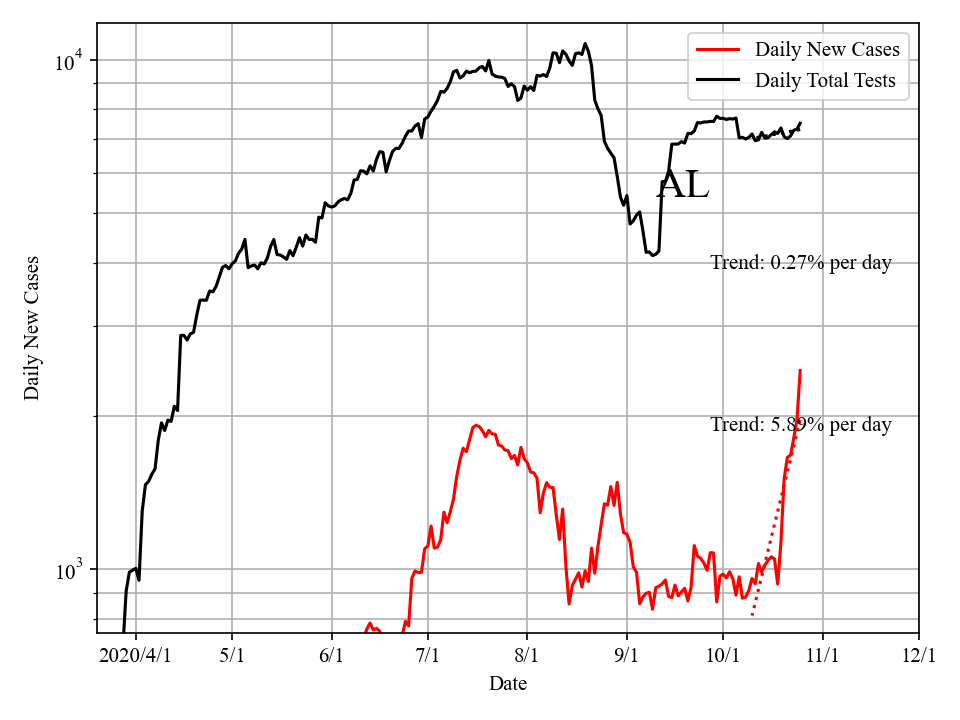 10^4
Daily New Cases
Daily Total Tests
AL
Trend: 0.27% per day
Daily New Cases
Trend: 5.89% per day
10^3
2020/4/1 5/1 6/1 7/1 8/1 9/1 10/1 11/1 12/1
Date